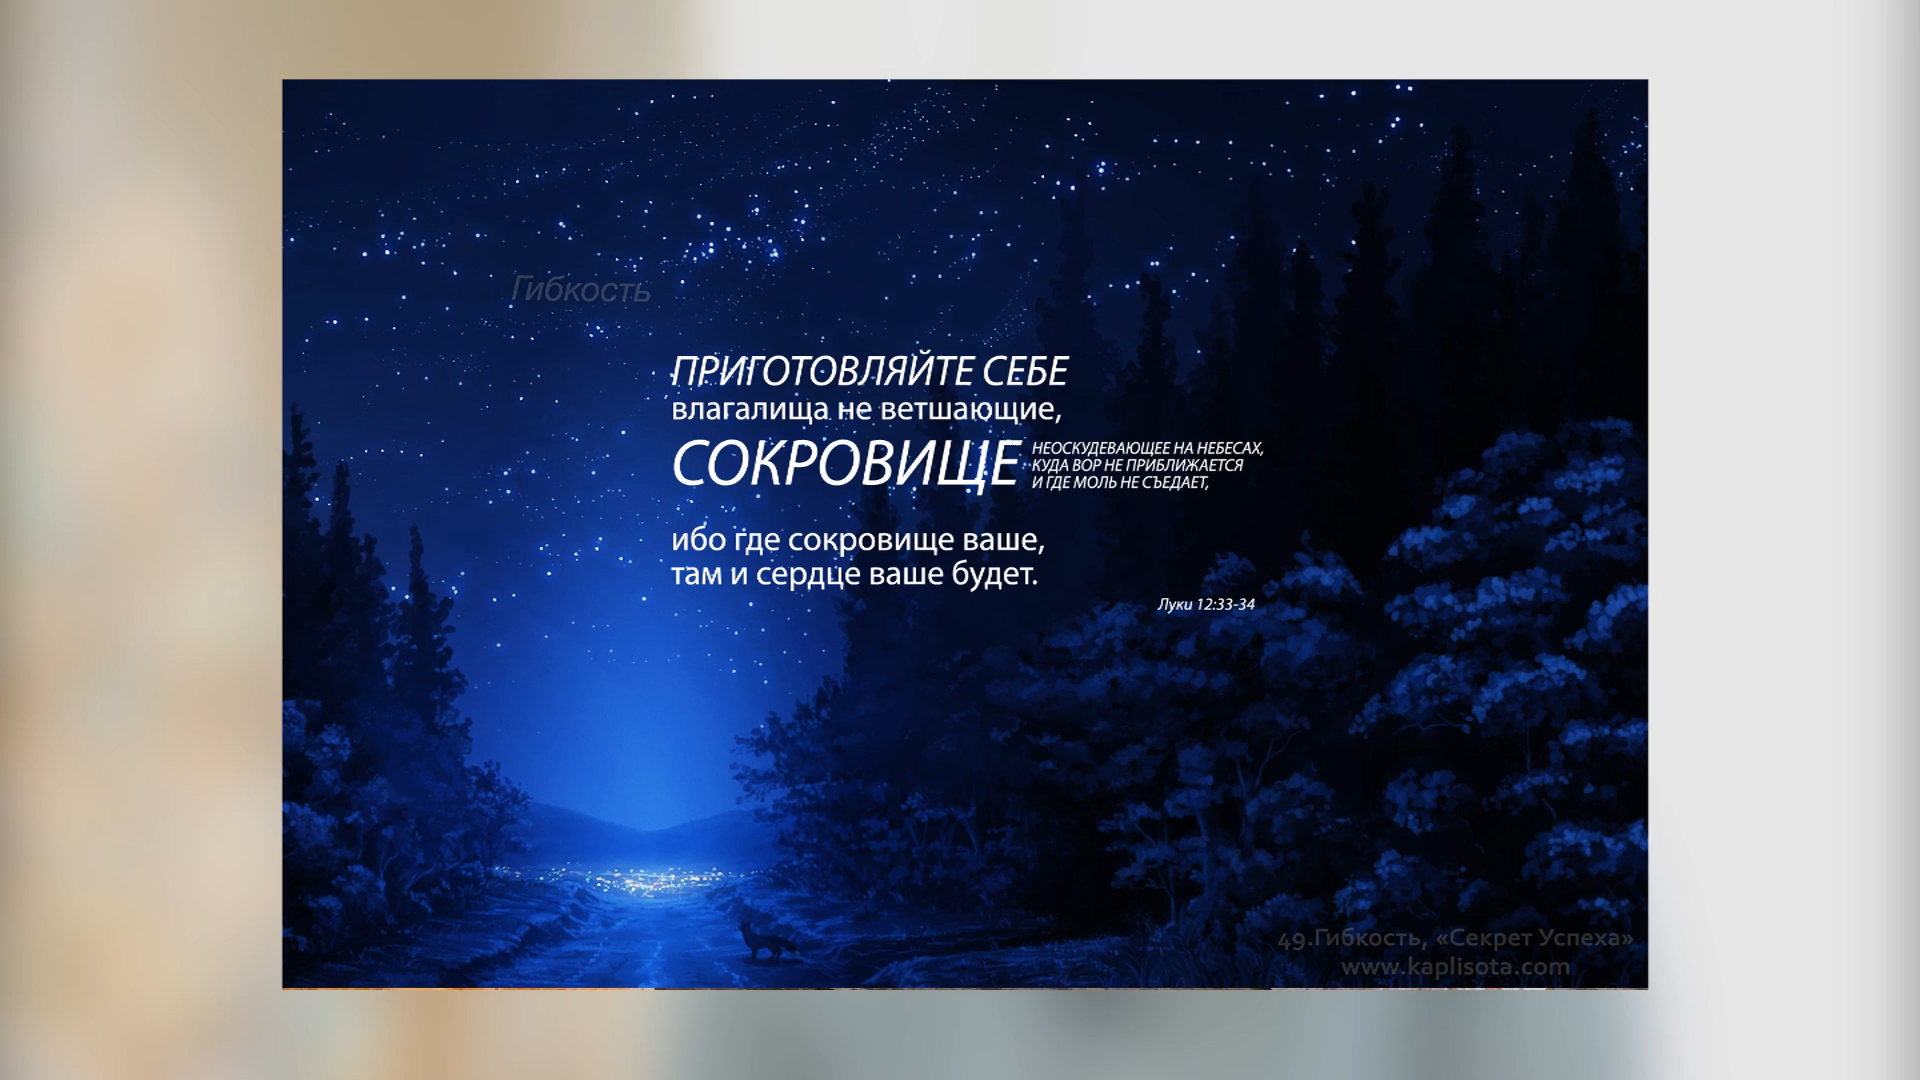 Гибкость
ПРИГОТОВЛЯЙТЕ СЕБЕ
влагалища не ветшающие,
СОКРОВИЩЕ
НЕОСКУДЕВАЮЩЕЕ НА НЕБЕСАХ,
КУДА ВОР НЕ ПРИБЛИЖАЕТСЯ
И ГДЕ МОЛЬ НЕ СЪЕДАЕТ,
ибо где сокровище ваше,
там и сердце ваше будет.
Луки 12:33-34
49.Гибкость, «Секрет Успеха»
www.kaplisota.com